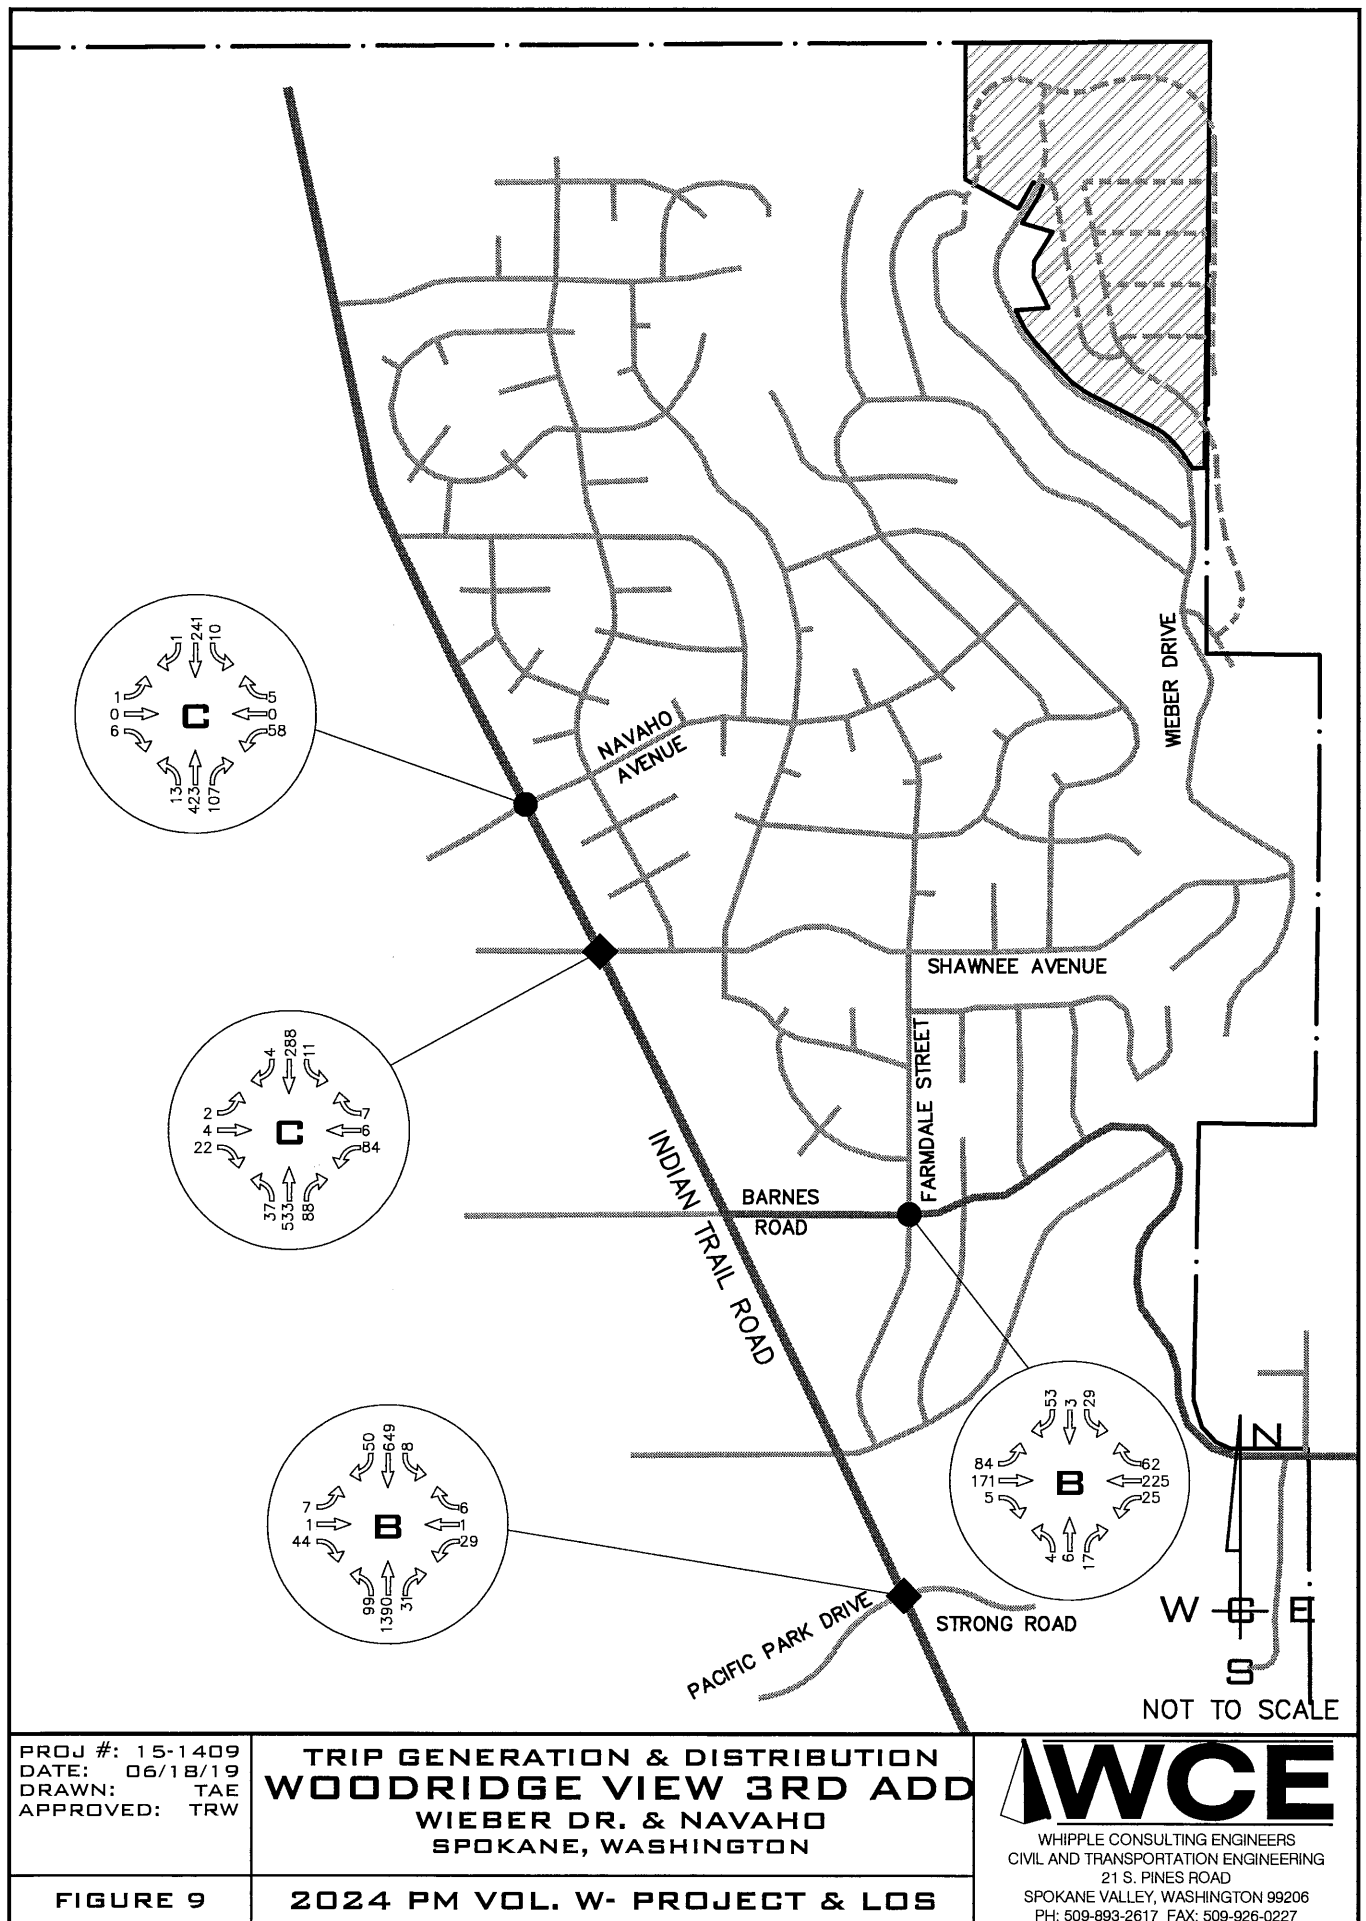 1
241
10
1
0
6
C
5
0
58
13
423
107
NAVAHO
AVENUE
WIEBER DRIVE
SHAWNEE AVENUE
4
288
11
2
4
22
C
7
6
84
37
533
88
FARMDALE STREET
INDIAN TRAIL ROAD
BARNES
ROAD
53
3
29
84
171
5
B
62
225
25
4
6
17
50
649
8
7
1
44
B
6
1
29
99
1390
31
PACIFIC PARK DRIVE
STRONG ROAD
N
W
E
S
NOT TO SCALE
PROJ #: 15-1409
DATE: 06/18/19
DRAWN: TAE
APPROVED: TRW
FIGURE 9
TRIP GENERATION & DISTRIBUTION
WOODRIDGE VIEW 3RD ADD
WIEBER DR. & NAVAHO
SPOKANE, WASHINGTON
2024 PM VOL. W- PROJECT & LOS
WCE
WHIPPLE CONSULTING ENGINEERS
CIVIL AND TRANSPORTATION ENGINEERING
21 S. PINES ROAD
SPOKANE VALLEY, WASHINGTON 99206
PH: 509-893-2617 FAX: 509-926-0227